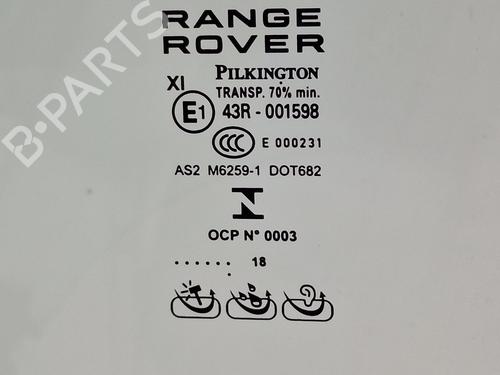 B-PARTS
RANGE
ROVER
PILKINGTON
XI TRANSP. 70% min.
E1 43R - 001598
CCC E 000231
AS2 M6259-1 DOT682
N
OCP N° 0003
...... 18
..